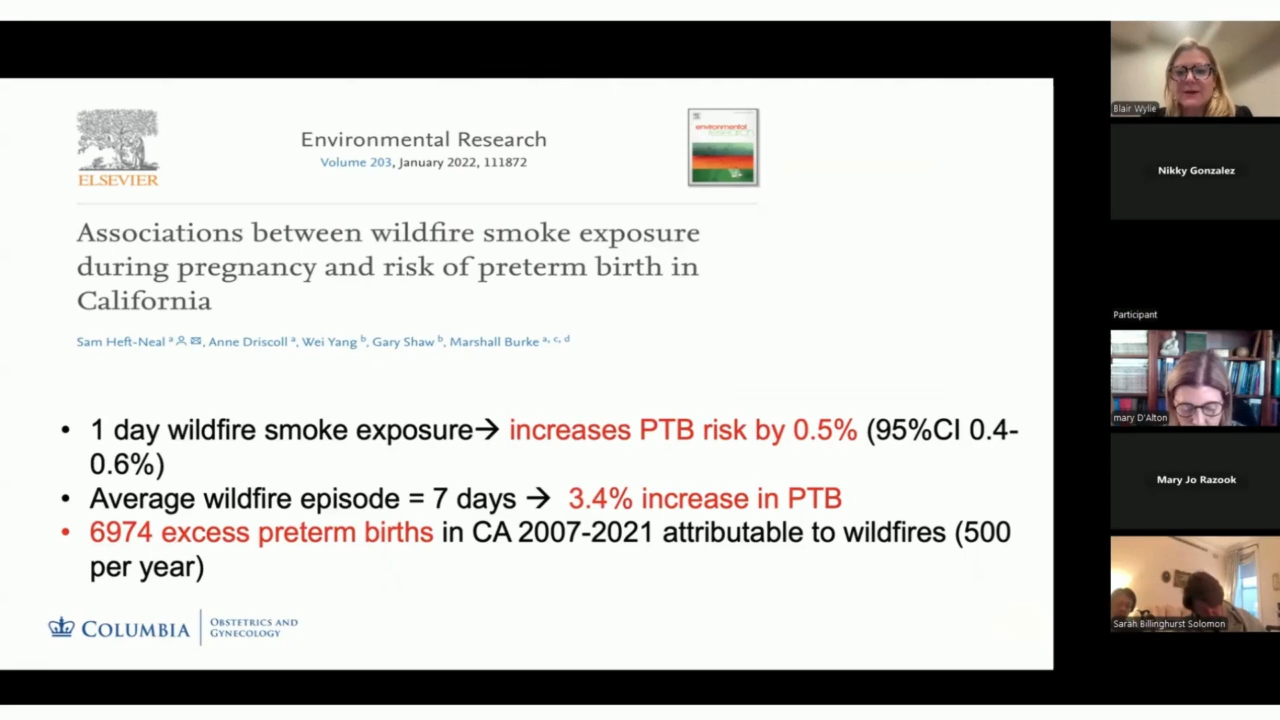 ELSEVIER
Environmental Research
Volume 203, January 2022, 111872
environmental
Associations between wildfire smoke exposure
during pregnancy and risk of preterm birth in
California
Sam Heft-Neal a, Anne Driscoll a, Wei Yang b, Gary Shaw b, Marshall Burke a, c, d
• 1 day wildfire smoke exposure→ increases PTB risk by 0.5% (95%CI 0.4-
0.6%)
• Average wildfire episode = 7 days → 3.4% increase in PTB
• 6974 excess preterm births in CA 2007-2021 attributable to wildfires (500
per year)
COLUMBIA
OBSTETRICS AND
GYNECOLOGY
Blair Wylie
Nikky Gonzalez
Participant
mary D'Alton
Mary Jo Razook
Sarah Billinghurst Solomon